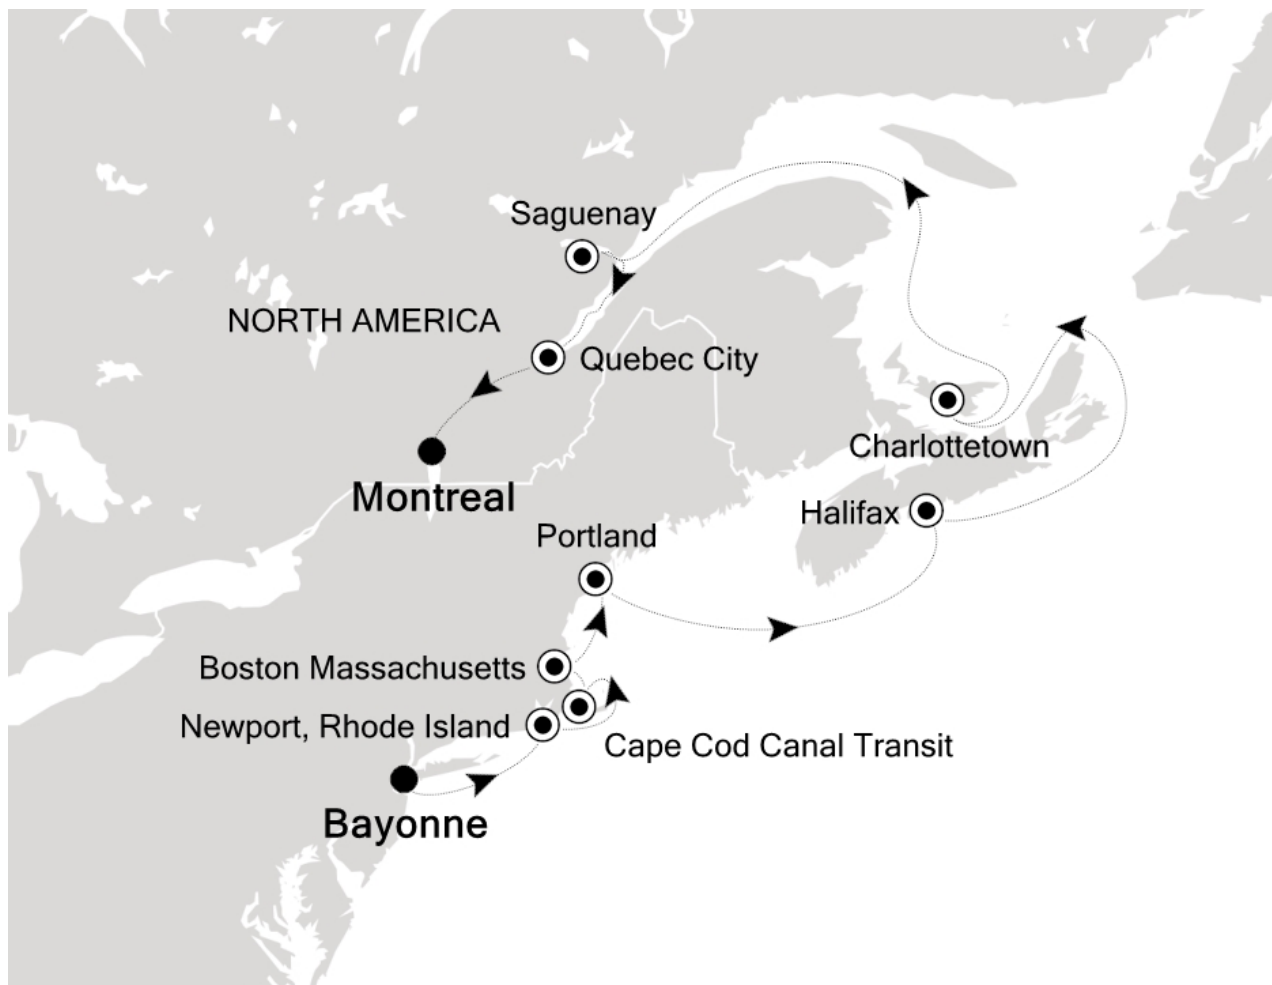 Saguenay
NORTH AMERICA
Quebec City
Charlottetown
Montreal
Halifax
Portland
Boston Massachusetts
Newport, Rhode Island
Cape Cod Canal Transit
Bayonne